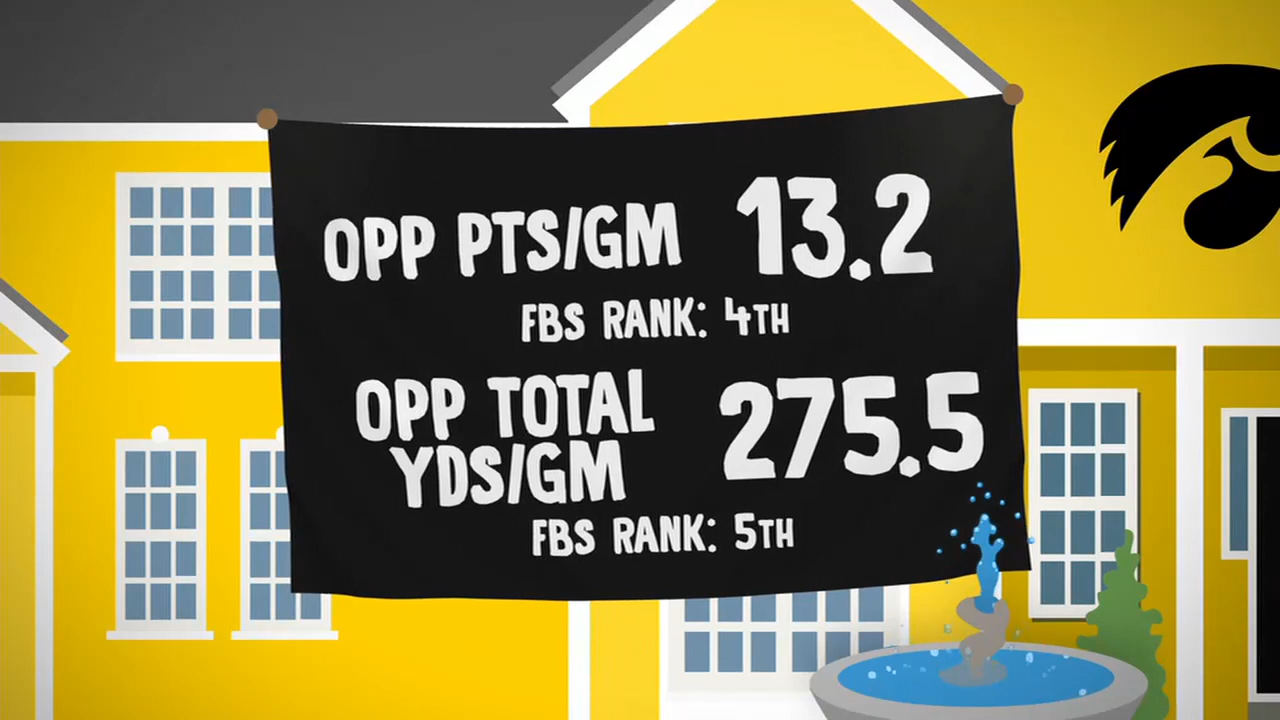 OPP PTS/GM 13.2
FBS RANK: 4TH
OPP TOTAL
YDS/GM 275.5
FBS RANK: 5TH